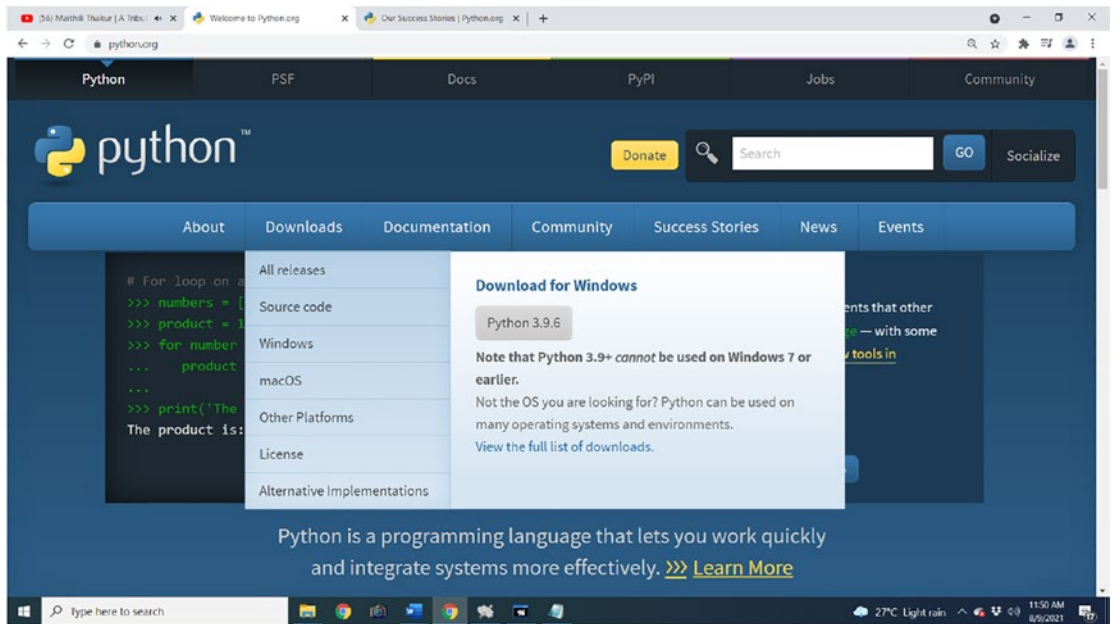 (56) Maithili Thakur | A Tribu
Welcome to Python.org
Our Success Stories | Python.org
python.org
Python
PSF
Docs
PyPI
Jobs
Community
python™
Donate
Search
GO
Socialize
About
Downloads
Documentation
Community
Success Stories
News
Events
# For loop on a
>>> numbers = [
>>> product = 1
>>> for number
... product
...
>>> print('The
The product is:
All releases
Source code
Windows
macOS
Other Platforms
License
Alternative Implementations
Download for Windows
Python 3.9.6
Note that Python 3.9+ cannot be used on Windows 7 or
earlier.
Not the OS you are looking for? Python can be used on
many operating systems and environments.
View the full list of downloads.
ents that other
— with some
tools in
Python is a programming language that lets you work quickly
and integrate systems more effectively. >>> Learn More
Type here to search
27°C Light rain
11:50 AM
8/9/2021